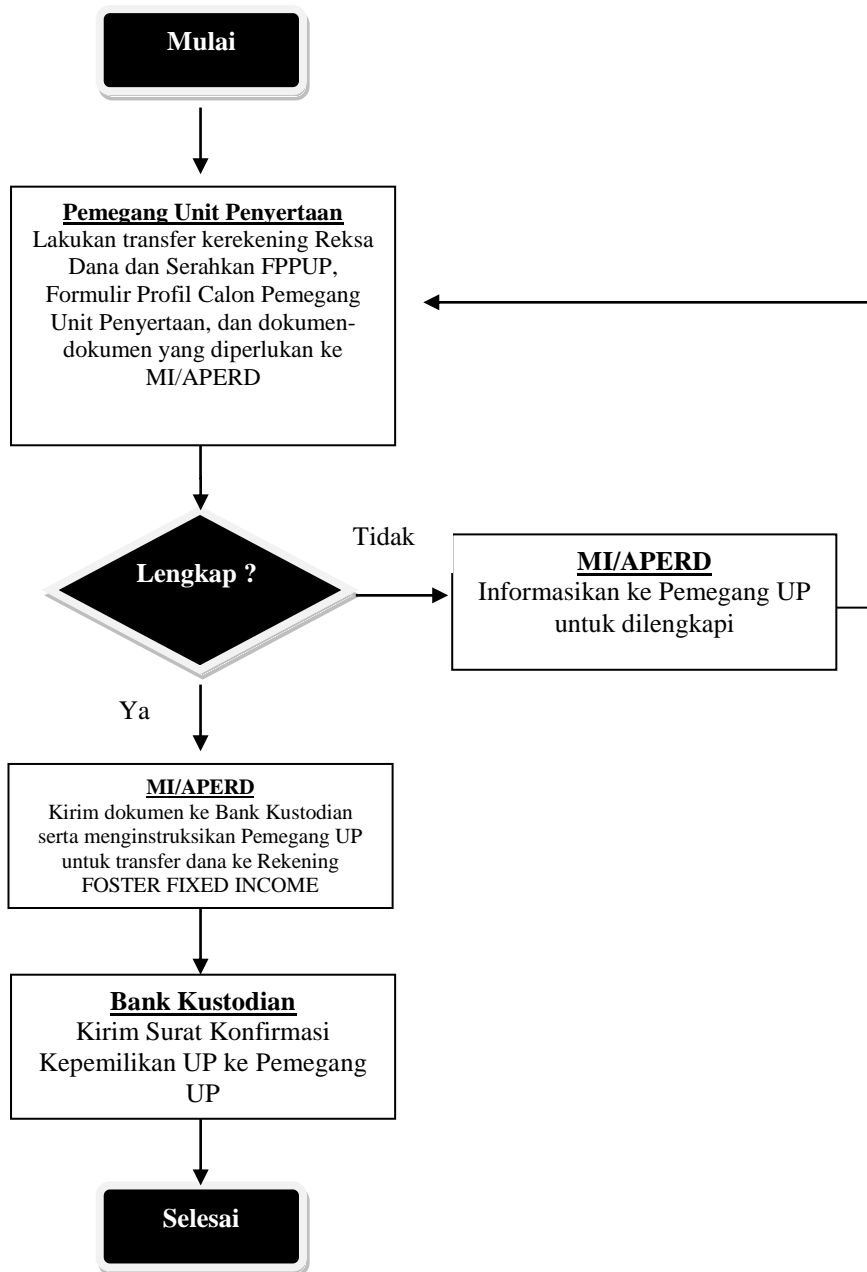 Mulai
Pemegang Unit Penyertaan
Lakukan transfer kerekening Reksa
Dana dan Serahkan FPPUP,
Formulir Profil Calon Pemegang
Unit Penyertaan, dan dokumen-
dokumen yang diperlukan ke
MI/APERD
Lengkap ?
Tidak
MI/APERD
Informasikan ke Pemegang UP
untuk dilengkapi
Ya
MI/APERD
Kirim dokumen ke Bank Kustodian
serta menginstruksikan Pemegang UP
untuk transfer dana ke Rekening
FOSTER FIXED INCOME
Bank Kustodian
Kirim Surat Konfirmasi
Kepemilikan UP ke Pemegang
UP
Selesai